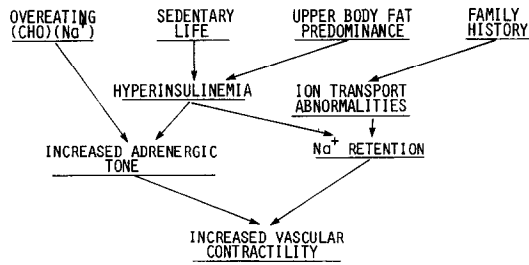 OVEREATING
(CHO)(Na+)
SEDENTARY
LIFE
UPPER BODY FAT
PREDOMINANCE
FAMILY
HISTORY
HYPERINSULINEMIA
ION TRANSPORT
ABNORMALITIES
INCREASED ADRENERGIC
TONE
Na+ RETENTION
INCREASED VASCULAR
CONTRACTILITY